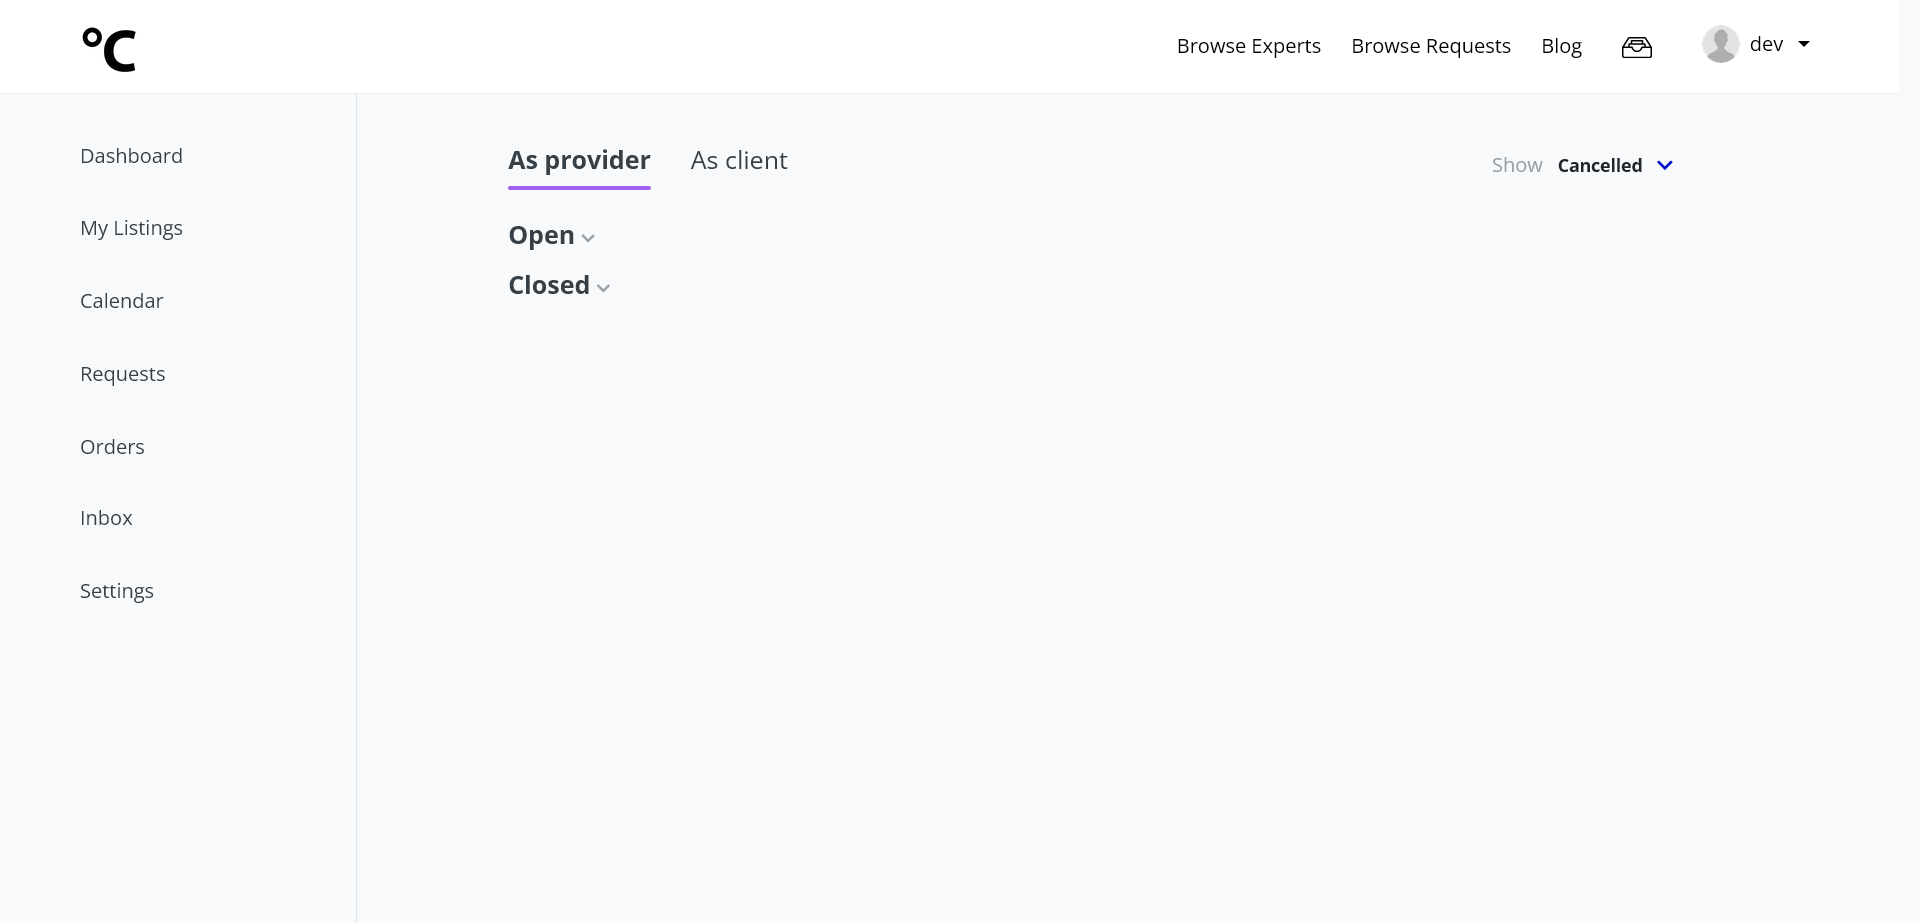 °C
Browse Experts
Browse Requests
Blog
dev
Dashboard
My Listings
Calendar
Requests
Orders
Inbox
Settings
As provider
As client
Show Cancelled
Open
Closed